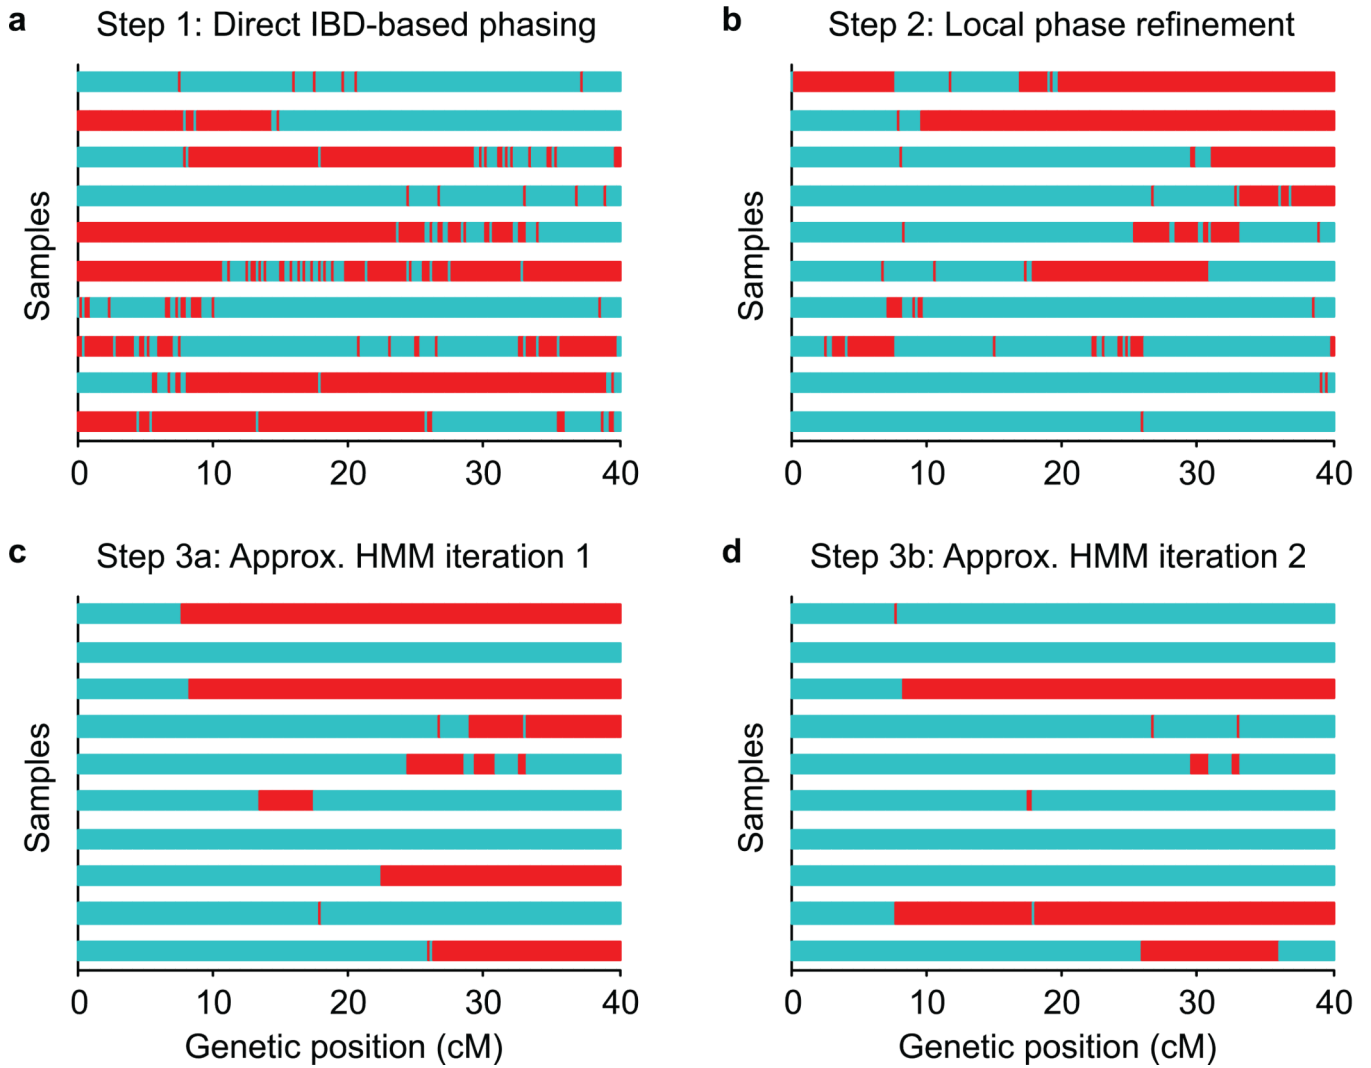 a Step 1: Direct IBD-based phasing
Samples
0 10 20 30 40
b Step 2: Local phase refinement
Samples
0 10 20 30 40
c Step 3a: Approx. HMM iteration 1
Samples
0 10 20 30 40
Genetic position (cM)
d Step 3b: Approx. HMM iteration 2
Samples
0 10 20 30 40
Genetic position (cM)